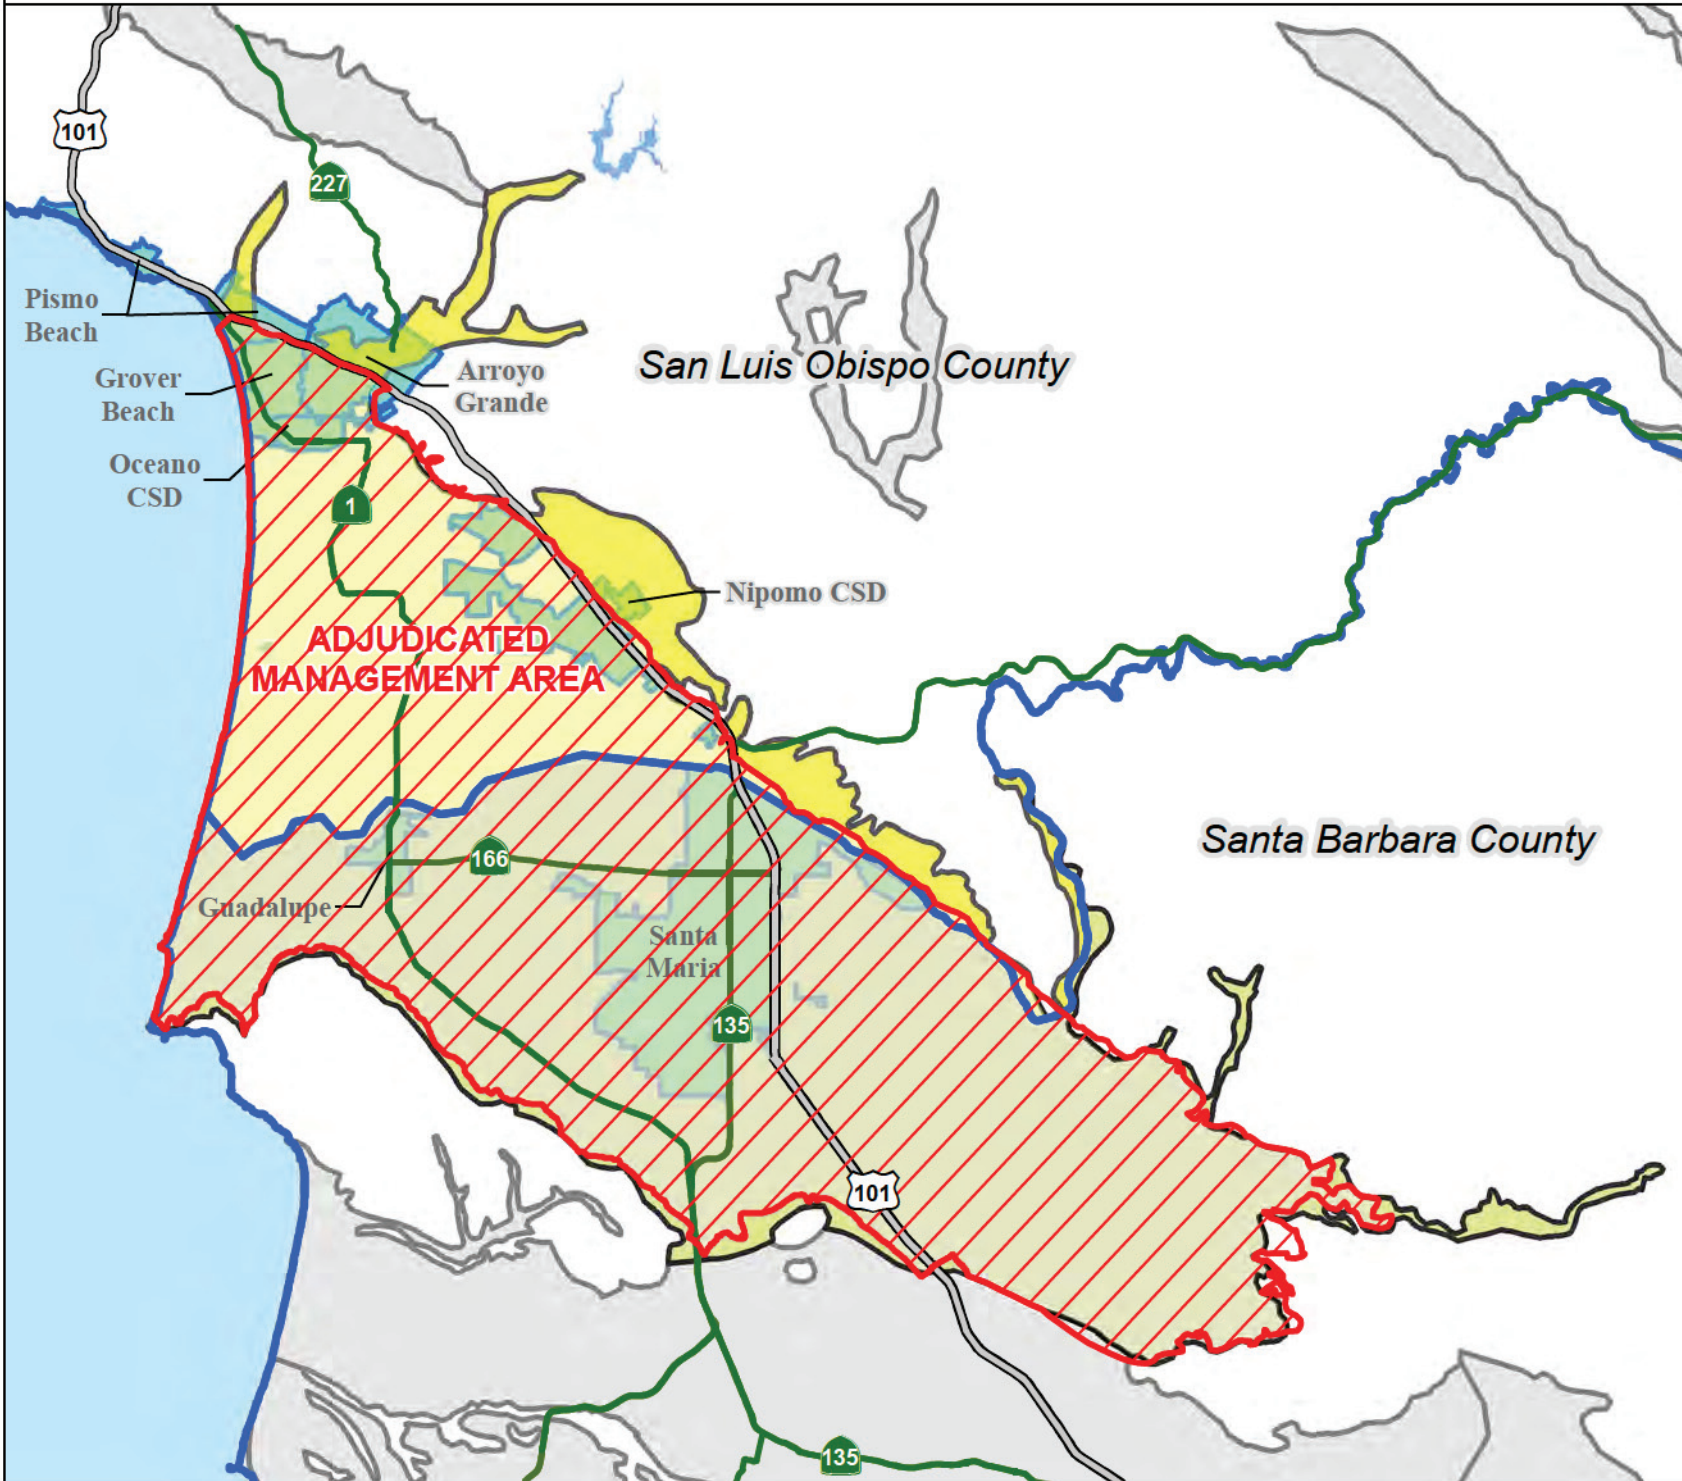 101
227
Pismo
Beach
San Luis Obispo County
Grover
Beach
Arroyo
Grande
Oceano
CSD
1
Nipomo CSD
ADJUDICATED
MANAGEMENT AREA
Santa Barbara County
166
Guadalupe
Santa
Maria
135
101
135